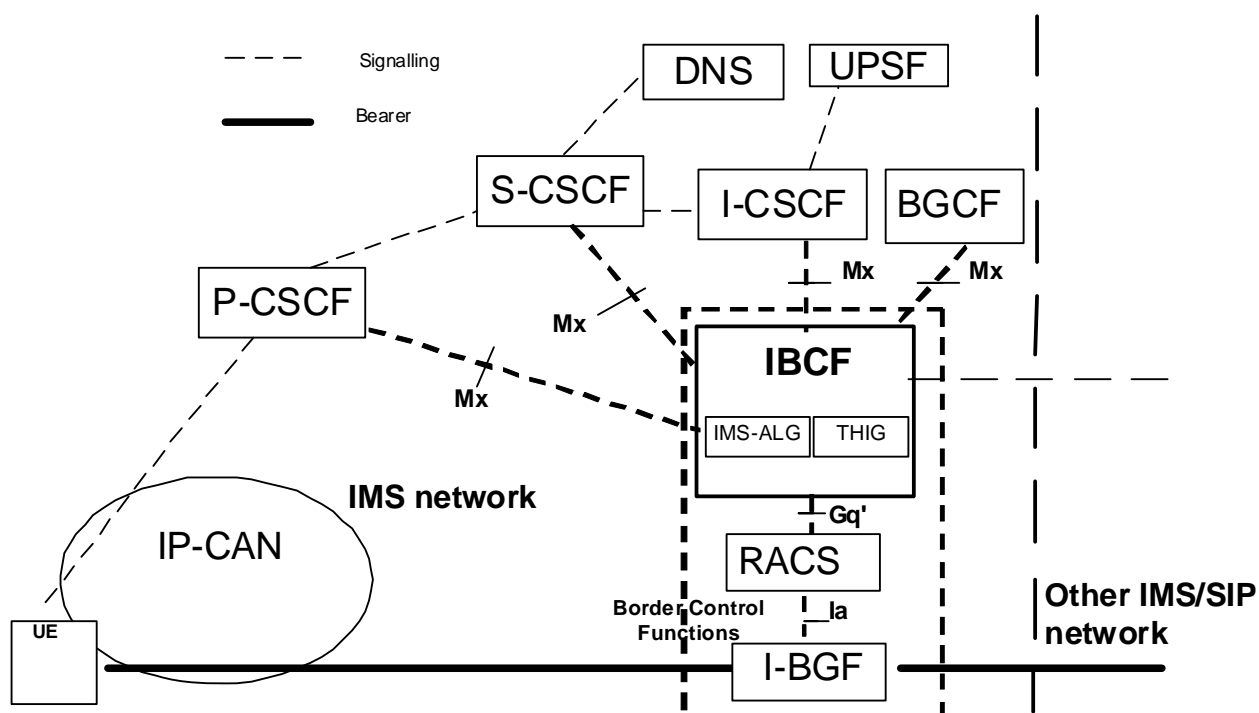 Signalling
Bearer
DNS
UPSF
S-CSCF
I-CSCF
BGCF
P-CSCF
Mx
Mx
Mx
Mx
IBCF
IMS-ALG
THIG
IMS network
Gq'
IP-CAN
RACS
Border Control
Functions
Ia
Other IMS/SIP
network
UE
I-BGF